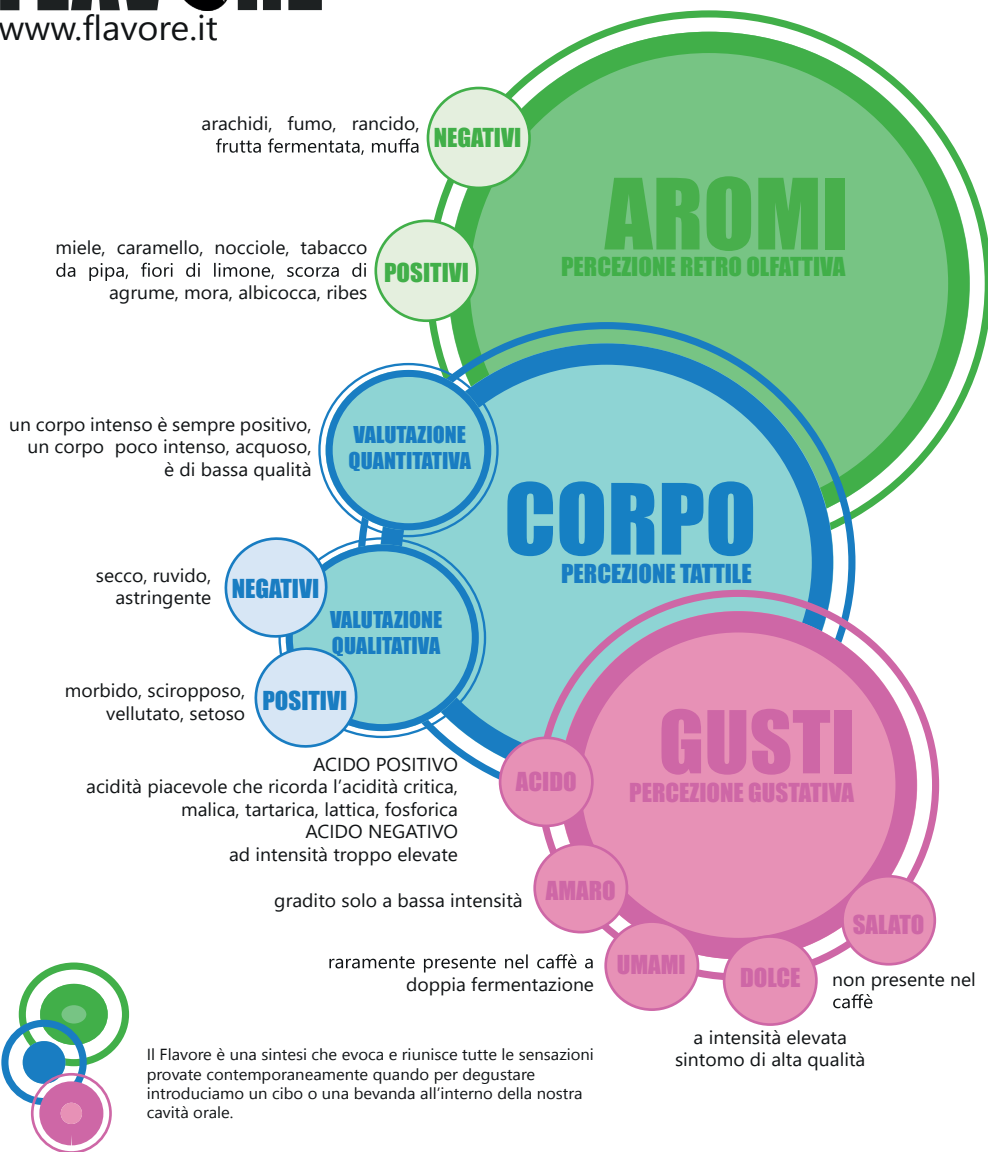 FLAVORE
www.flavore.it
arachidi, fumo, rancido,
frutta fermentata, muffa
NEGATIVI
AROMI
PERCEZIONE RETRO OLFATTIVA
miele, caramello, nocciole, tabacco
da pipa, fiori di limone, scorza di
agrume, mora, albicocca, ribes
POSITIVI
un corpo intenso è sempre positivo,
un corpo poco intenso, acquoso,
è di bassa qualità
VALUTAZIONE
QUANTITATIVA
CORPO
PERCEZIONE TATTILE
secco, ruvido,
astringente
NEGATIVI
VALUTAZIONE
QUALITATIVA
morbido, sciropposo,
vellutato, setoso
POSITIVI
GUSTI
PERCEZIONE GUSTATIVA
ACIDO POSITIVO
acidità piacevole che ricorda l’acidità critica,
malica, tartarica, lattica, fosforica
ACIDO NEGATIVO
ad intensità troppo elevate
ACIDO
gradito solo a bassa intensità
AMARO
raramente presente nel caffè a
doppia fermentazione
UMAMI
DOLCE
a intensità elevata
sintomo di alta qualità
SALATO
non presente nel
caffè
Il Flavore è una sintesi che evoca e riunisce tutte le sensazioni
provate contemporaneamente quando per degustare
introduciamo un cibo o una bevanda all’interno della nostra
cavità orale.